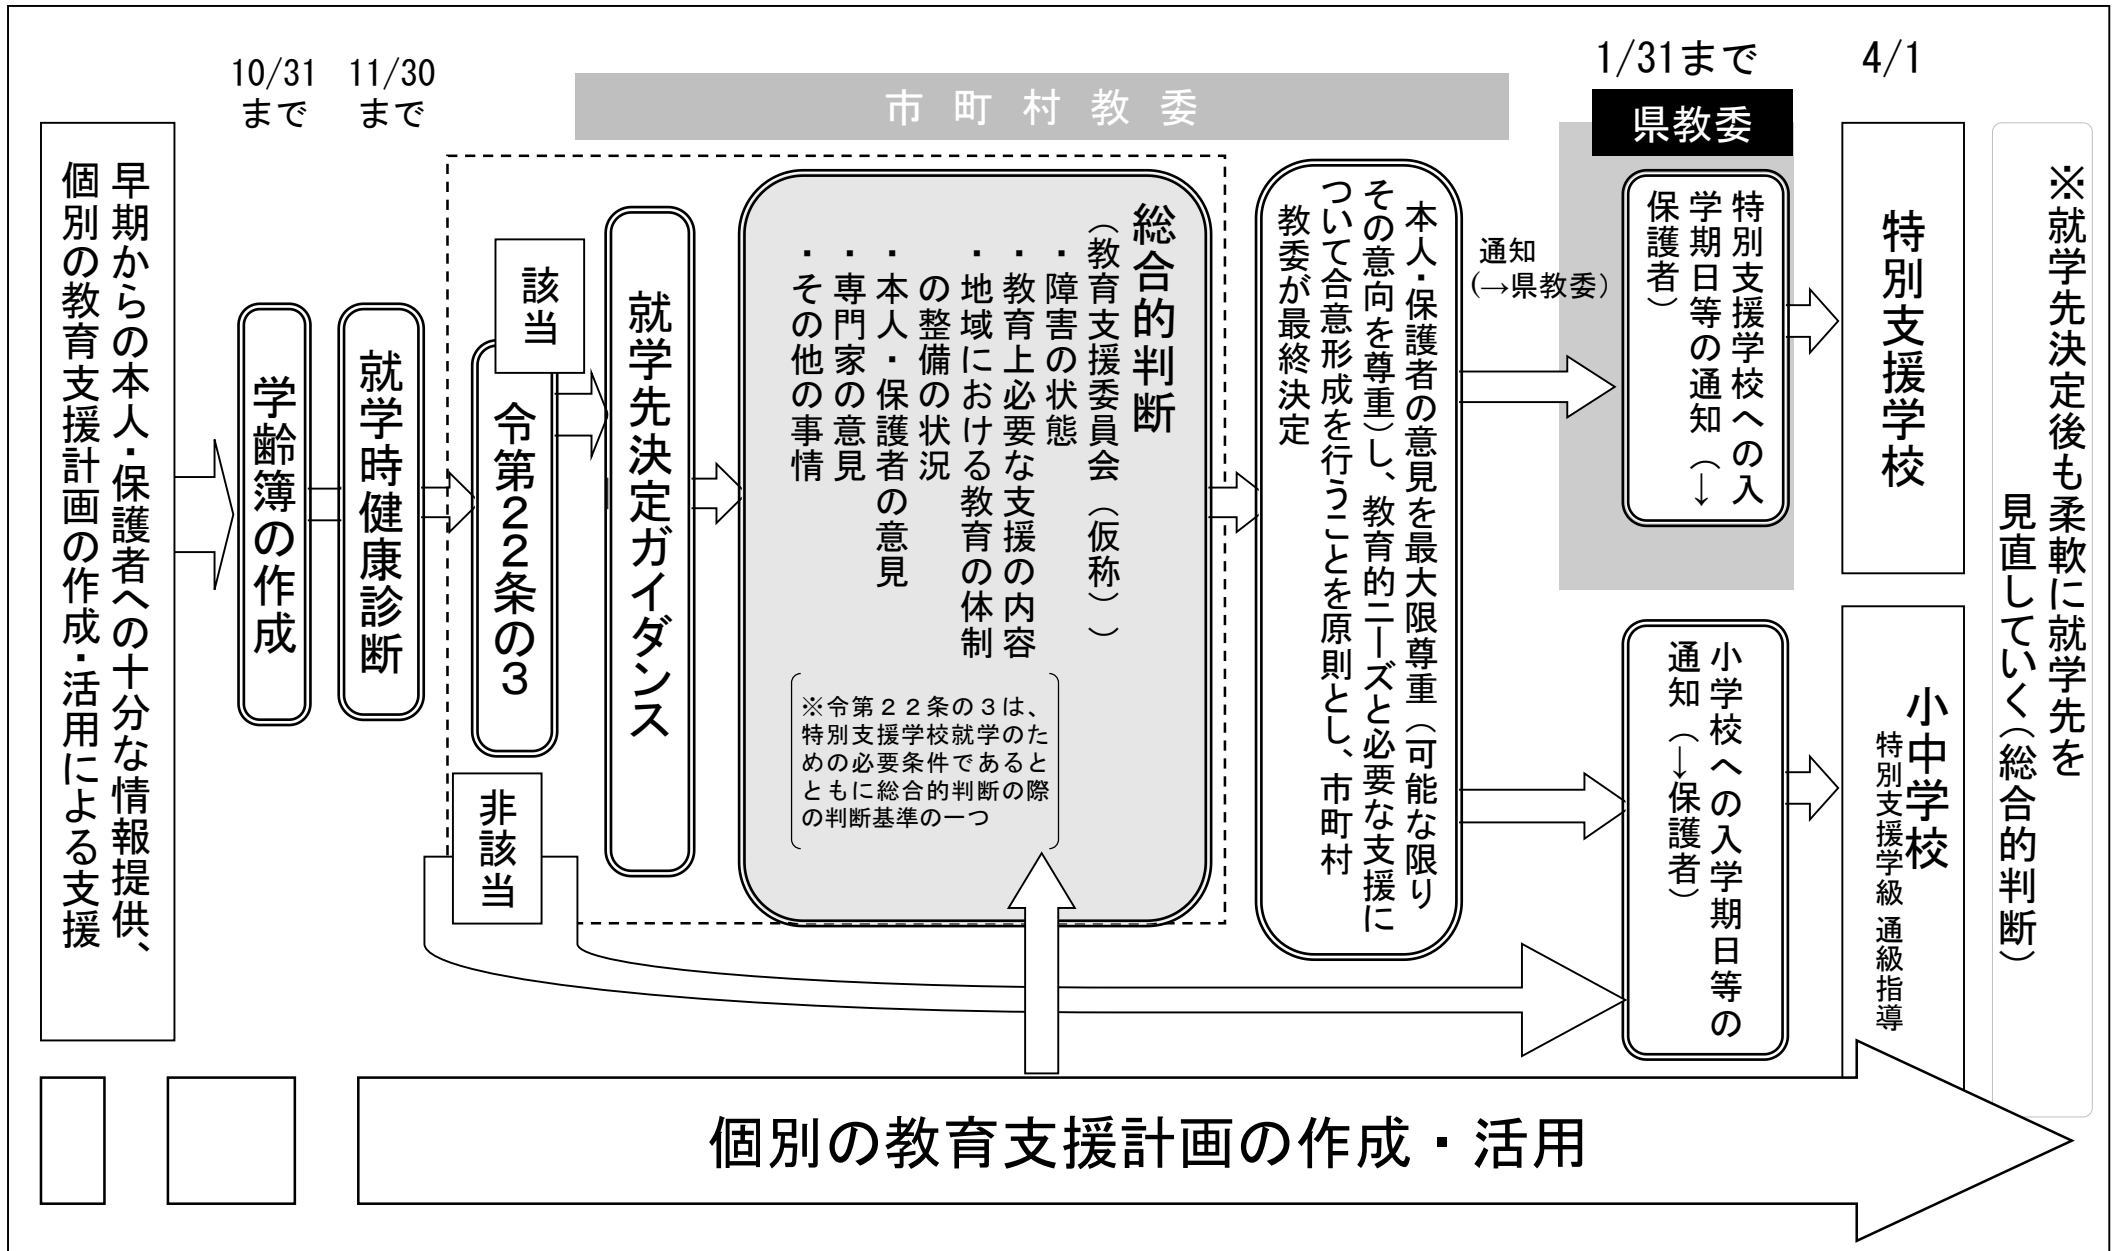 早期からの本人・保護者への十分な情報提供、
個別の教育支援計画の作成・活用による支援
10/31
まで
11/30
まで
市町村教委
学齢簿の作成
就学時健康診断
該当
令第22条の3
非該当
就学先決定ガイダンス
総合的判断
（教育支援委員会（仮称））
・障害の状態
・教育上必要な支援の内容
・地域における教育の体制
の整備の状況
・本人・保護者の意見
・専門家の意見
・その他の事情
※令第２２条の３は、
特別支援学校就学のた
めの必要条件であると
ともに総合的判断の際
の判断基準の一つ
本人・保護者の意見を最大限尊重（可能な限り
その意向を尊重）し、教育的ニーズと必要な支援に
ついて合意形成を行うことを原則とし、市町村
教委が最終決定
通知
(→県教委）
1/31まで
県教委
特別支援学校への入
学期日等の通知（→
保護者）
小学校への入学期日等の
通知（→保護者）
4/1
特別支援学校
小中学校
特別支援学級 通級指導
※就学先決定後も柔軟に就学先を
見直していく（総合的判断）
個別の教育支援計画の作成・活用